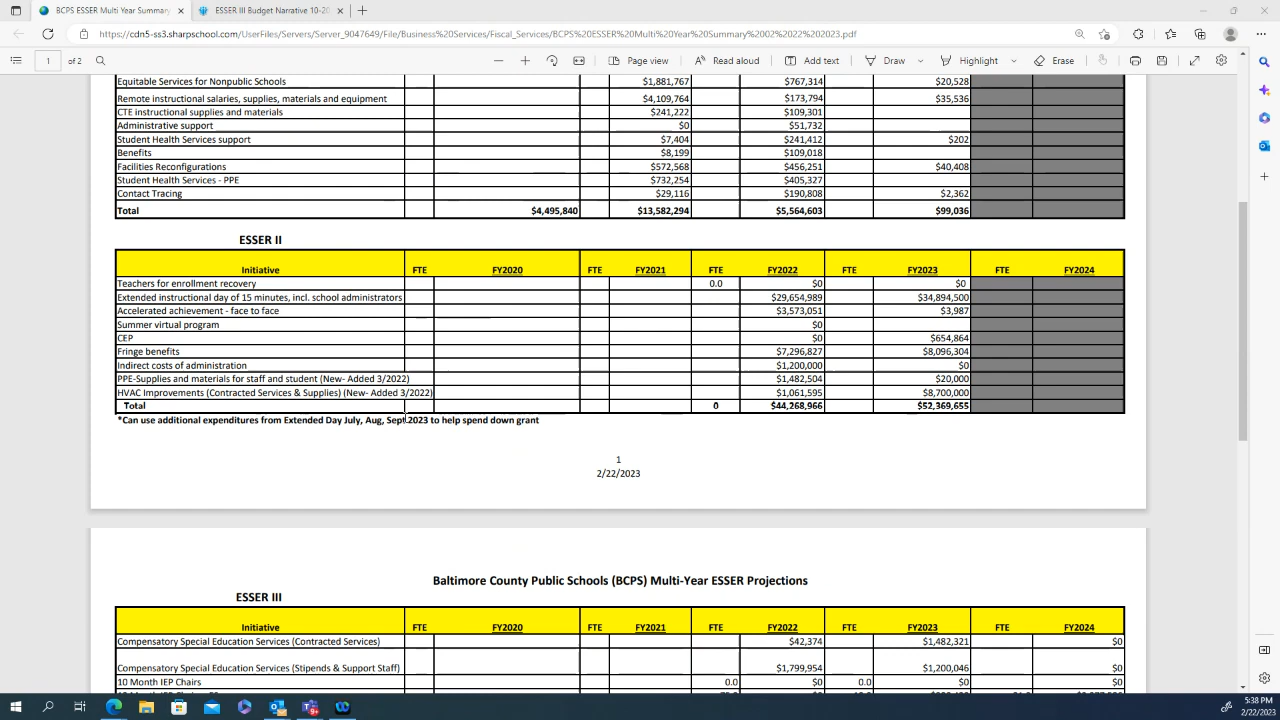 BCPS ESSER Multi Year Summary
ESSER III Budget Narrative 10-20
https://cdn5-ss3.sharpschool.com/UserFiles/Servers/Server_9047649/File/Business%20Services/Fiscal_Services/BCPS%20ESSER%20Multi%20Year%20Summary%2002%2022%202023.pdf
1 of 2 Page view Read aloud Add text Draw Highlight Erase
Equitable Services for Nonpublic Schools $1,881,767 $767,314 $20,528
Remote instructional salaries, supplies, materials and equipment $4,109,764 $173,794 $35,536
CTE instructional supplies and materials $241,222 $109,301
Administrative support $0 $51,732
Student Health Services support $7,404 $241,412 $202
Benefits $8,199 $109,018
Facilities Reconfigurations $572,568 $456,251 $40,408
Student Health Services - PPE $732,254 $405,327
Contact Tracing $29,116 $190,808 $2,362
Total $4,495,840 $13,582,294 $5,564,603 $99,036
ESSER II
Initiative FTE FY2020 FTE FY2021 FTE FY2022 FTE FY2023 FTE FY2024
Teachers for enrollment recovery 0.0 $0 $0
Extended instructional day of 15 minutes, incl. school administrators $29,654,989 $34,894,500
Accelerated achievement - face to face $3,573,051 $3,987
Summer virtual program $0
CEP $0 $654,864
Fringe benefits $7,296,827 $8,096,304
Indirect costs of administration $1,200,000 $0
PPE-Supplies and materials for staff and student (New- Added 3/2022) $1,482,504 $20,000
HVAC Improvements (Contracted Services & Supplies) (New- Added 3/2022) $1,061,595 $8,700,000
Total 0 $44,268,966 $52,369,655
*Can use additional expenditures from Extended Day July, Aug, Sept 2023 to help spend down grant
1
2/22/2023
Baltimore County Public Schools (BCPS) Multi-Year ESSER Projections
ESSER III
Initiative FTE FY2020 FTE FY2021 FTE FY2022 FTE FY2023 FTE FY2024
Compensatory Special Education Services (Contracted Services) $42,374 $1,482,321 $0
Compensatory Special Education Services (Stipends & Support Staff) $1,799,954 $1,200,046 $0
10 Month IEP Chairs 0.0 $0 0.0 $0 $0
5:38 PM
2/22/2023